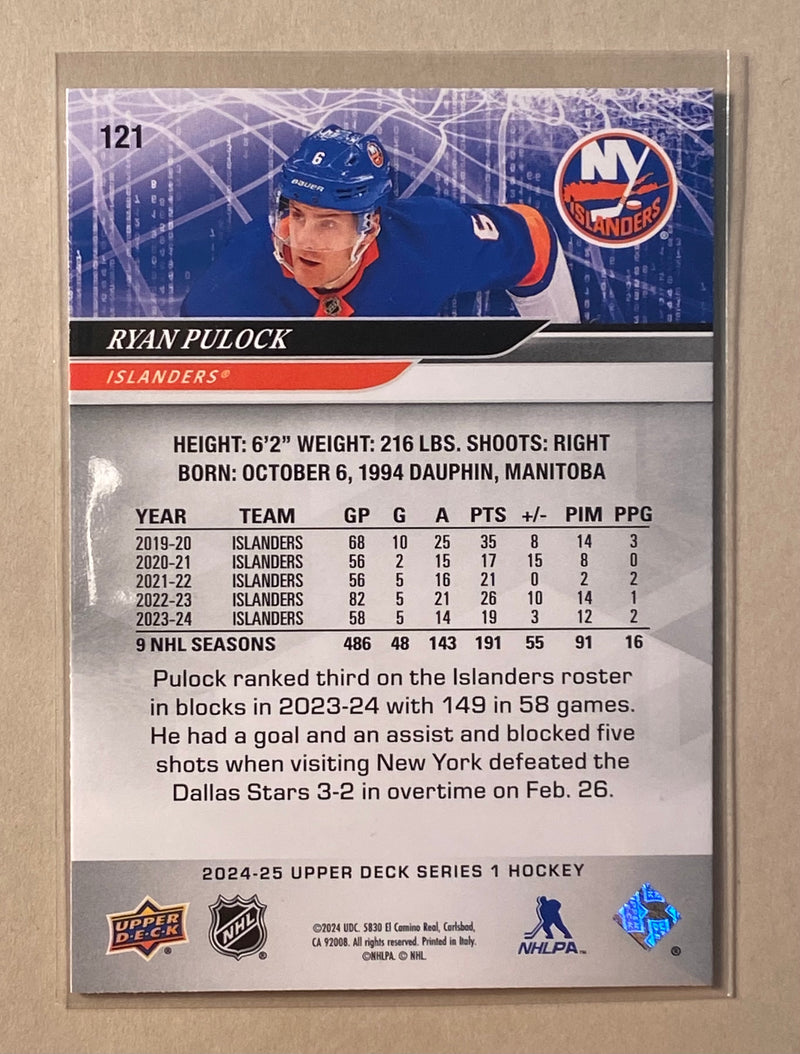 121
6
BAUER
6
NY
ISLANDERS®
RYAN PULOCK
ISLANDERS®
HEIGHT: 6'2" WEIGHT: 216 LBS. SHOOTS: RIGHT
BORN: OCTOBER 6, 1994 DAUPHIN, MANITOBA
YEAR TEAM GP G A PTS +/- PIM PPG
2019-20 ISLANDERS 68 10 25 35 8 14 3
2020-21 ISLANDERS 56 2 15 17 15 8 0
2021-22 ISLANDERS 56 5 16 21 0 2 2
2022-23 ISLANDERS 82 5 21 26 10 14 1
2023-24 ISLANDERS 58 5 14 19 3 12 2
9 NHL SEASONS 486 48 143 191 55 91 16
Pulock ranked third on the Islanders roster
in blocks in 2023-24 with 149 in 58 games.
He had a goal and an assist and blocked five
shots when visiting New York defeated the
Dallas Stars 3-2 in overtime on Feb. 26.
2024-25 UPPER DECK SERIES 1 HOCKEY
UPPER
D·E·C·K®
NHL®
©2024 UDC. 5830 El Camino Real, Carlsbad,
CA 92008. All rights reserved. Printed in Italy.
©NHLPA. © NHL.
NHLPA™
®